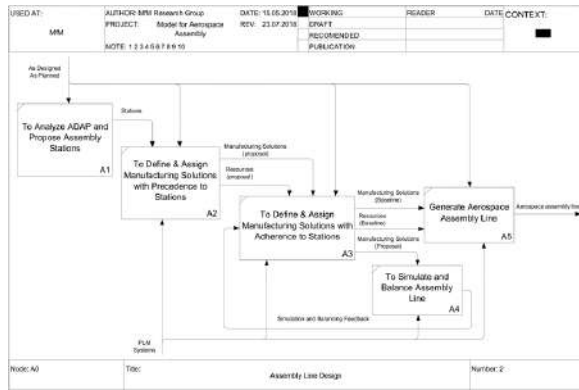 USED AT:
MfM
AUTHOR: MfM Research Group
DATE: 15.05.2018
WORKING
READER
DATE
CONTEXT:
PROJECT: Model for Aerospace
Assembly
REV: 23.07.2018
DRAFT
RECOMENDED
NOTE: 1 2 3 4 5 6 7 8 9 10
PUBLICATION
As Designed
As Planned
Stations
To Analyze ADAP and
Propose Assembly
Stations
A1
To Define & Assign
Manufacturing Solutions
with Precedence to
Stations
A2
Manufacturing Solutions
(proposed)
Resources
(proposed)
To Define & Assign
Manufacturing Solutions with
Adherence to Stations
A3
Manufacturing Solutions
(Baseline)
Resources
(Baseline)
Manufacturing Solutions
(Proposal)
Generate Aerospace
Assembly Line
A5
Aerospace assembly line
To Simulate and
Balance Assembly
Line
A4
Simulation and Balancing Feedback
PLM
Systems
Node: A0
Title:
Assembly Line Design
Number: 2